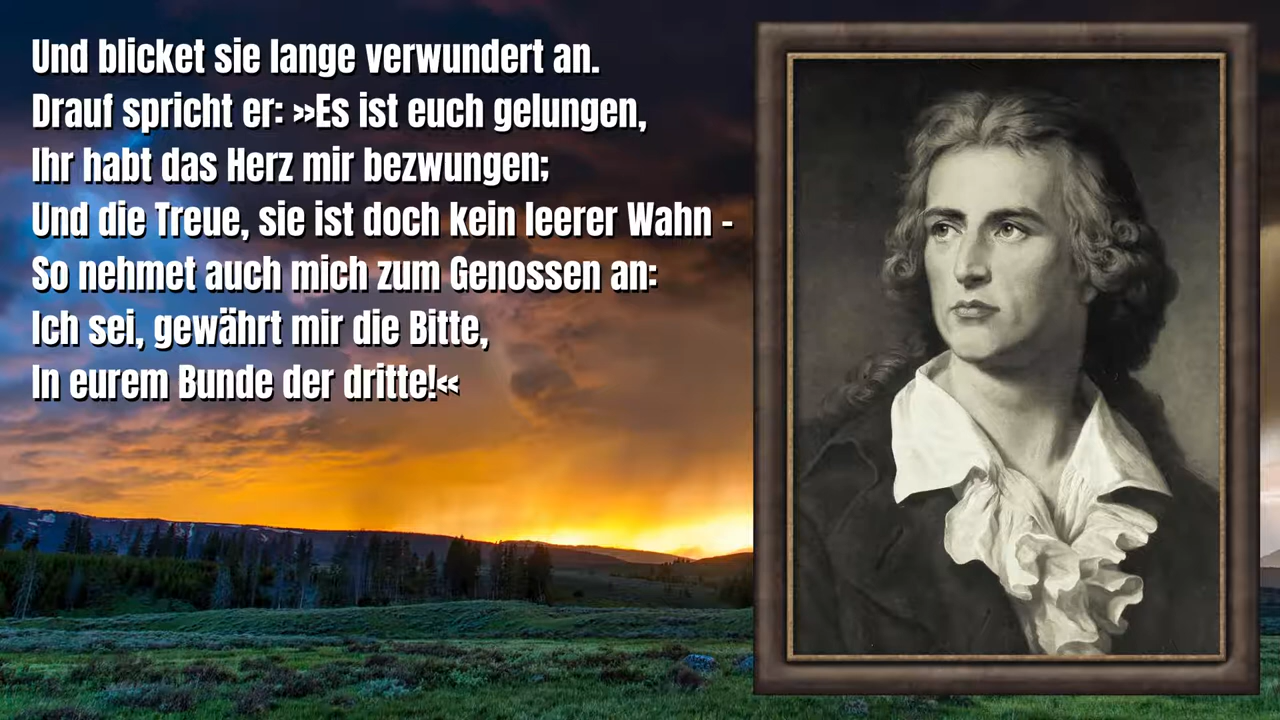 Und blicket sie lange verwundert an.
Drauf spricht er: »Es ist euch gelungen,
Ihr habt das Herz mir bezwungen;
Und die Treue, sie ist doch kein leerer Wahn -
So nehmet auch mich zum Genossen an:
Ich sei, gewährt mir die Bitte,
In eurem Bunde der dritte!«